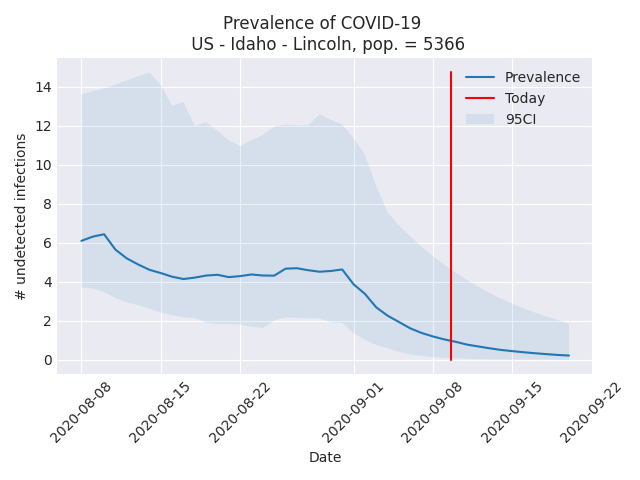 Prevalence of COVID-19
US - Idaho - Lincoln, pop. = 5366
Prevalence
Today
95CI
14
12
10
8
6
4
2
0
# undetected infections
2020-08-08
2020-08-15
2020-08-22
2020-09-01
2020-09-08
2020-09-15
2020-09-22
Date